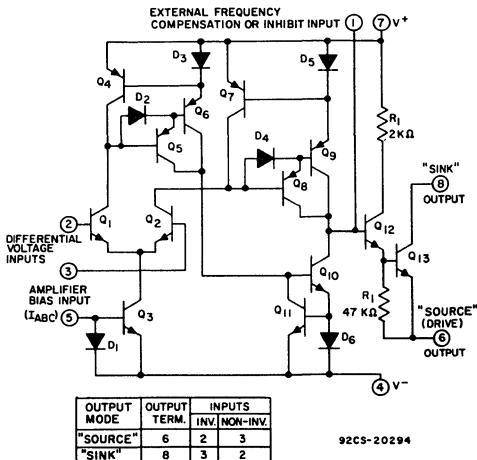 EXTERNAL FREQUENCY
COMPENSATION OR INHIBIT INPUT
1
7 V+
D3
D5
Q4
Q6
Q7
D2
R1
2KΩ
Q5
D4
Q9
"SINK"
8
OUTPUT
Q8
2
Q1
Q2
Q12
Q13
DIFFERENTIAL
VOLTAGE
INPUTS
3
Q10
R1
47 KΩ
AMPLIFIER
BIAS INPUT
(IABC) 5
Q3
Q11
"SOURCE"
(DRIVE)
6
OUTPUT
D1
D6
4 V-
OUTPUT MODE OUTPUT TERM. INPUTS
INV. NON-INV.
"SOURCE" 6 2 3
"SINK" 8 3 2
92CS-20294